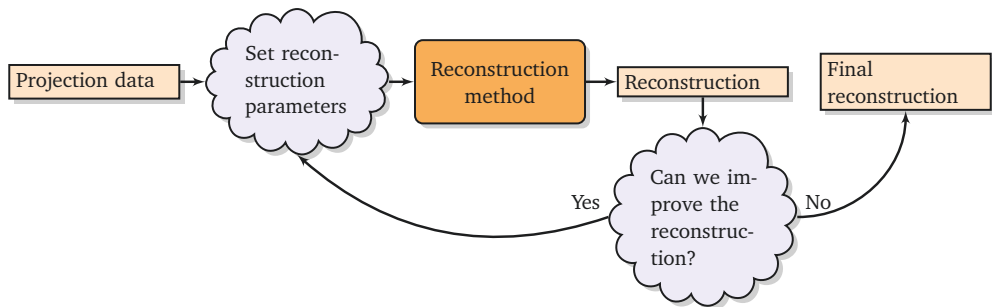 Projection data
Set recon-
struction
parameters
Reconstruction
method
Reconstruction
Final
reconstruction
Can we im-
prove the
reconstruc-
tion?
Yes
No